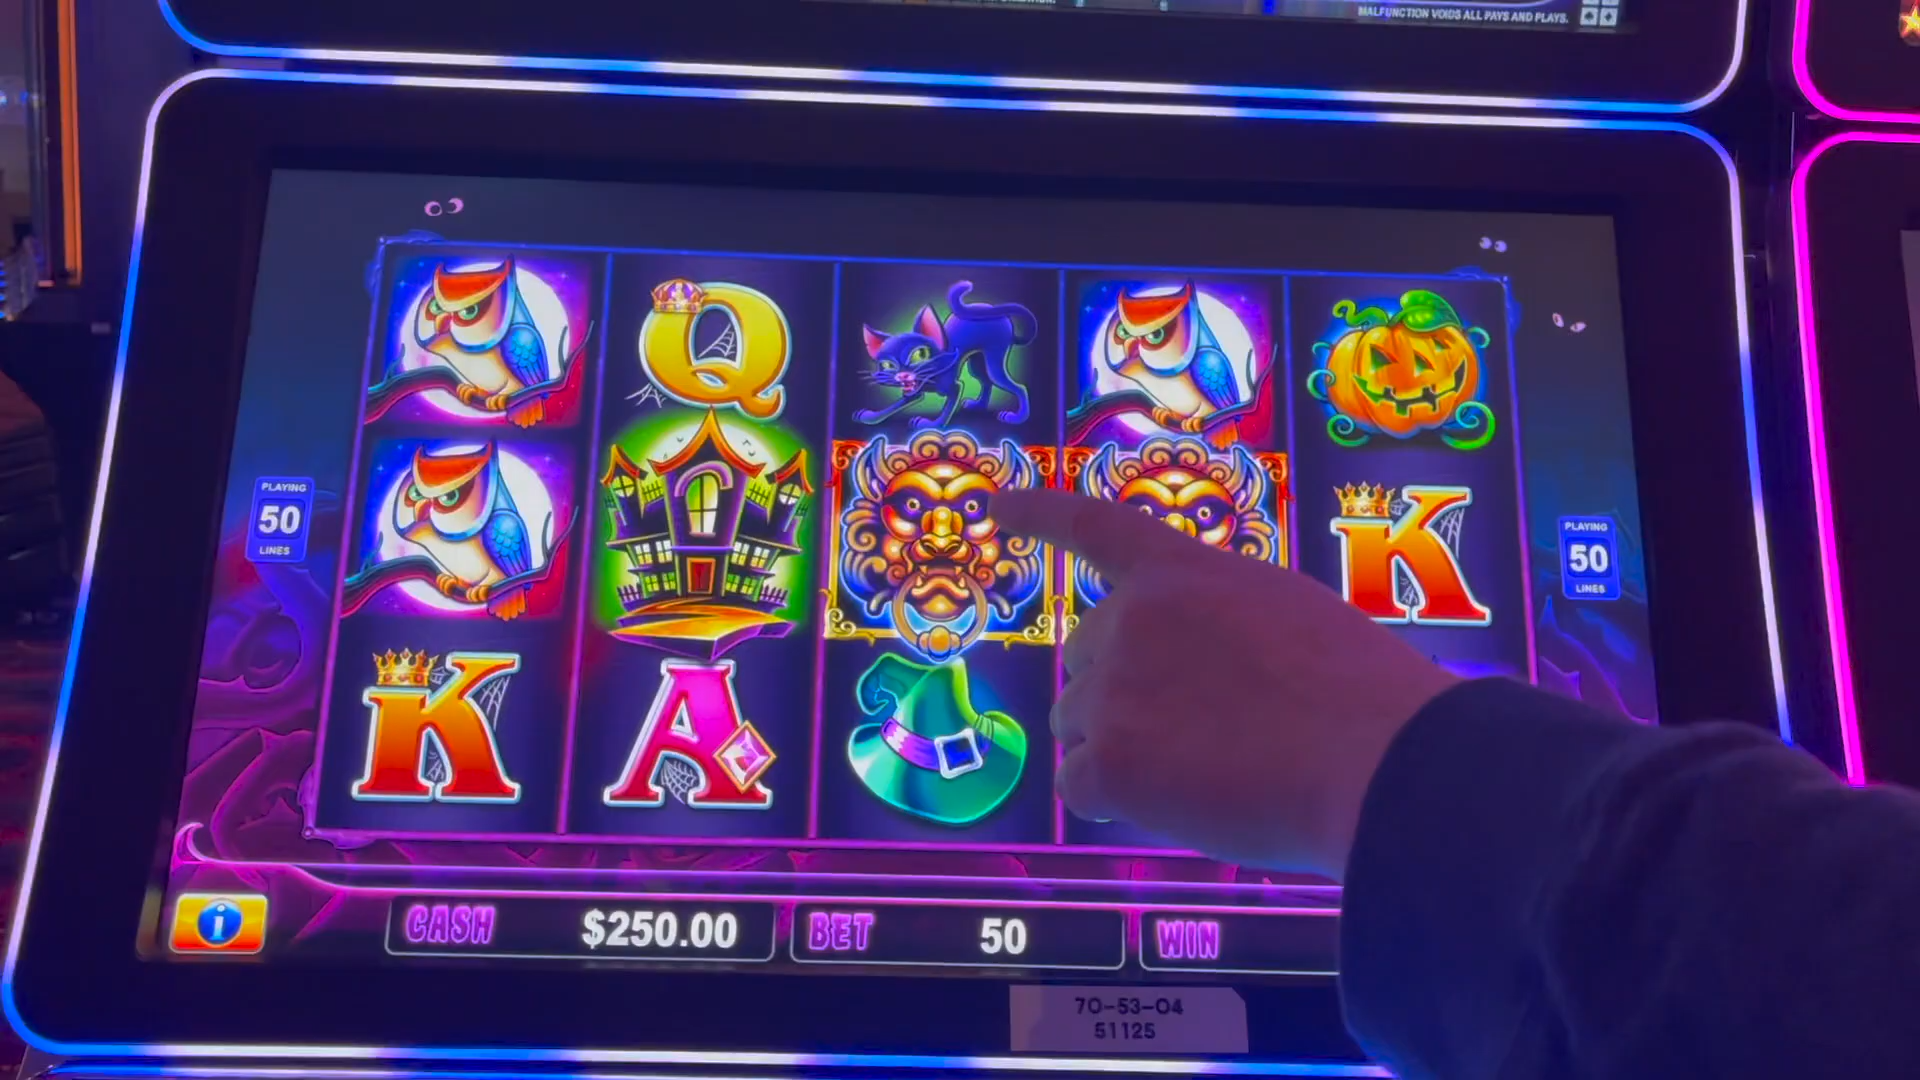 MALFUNCTION VOIDS ALL PAYS AND PLAYS.
Q
PLAYING
50
LINES
K
PLAYING
50
LINES
K
A
i
CASH $250.00
BET 50
WIN
70-53-04
51125